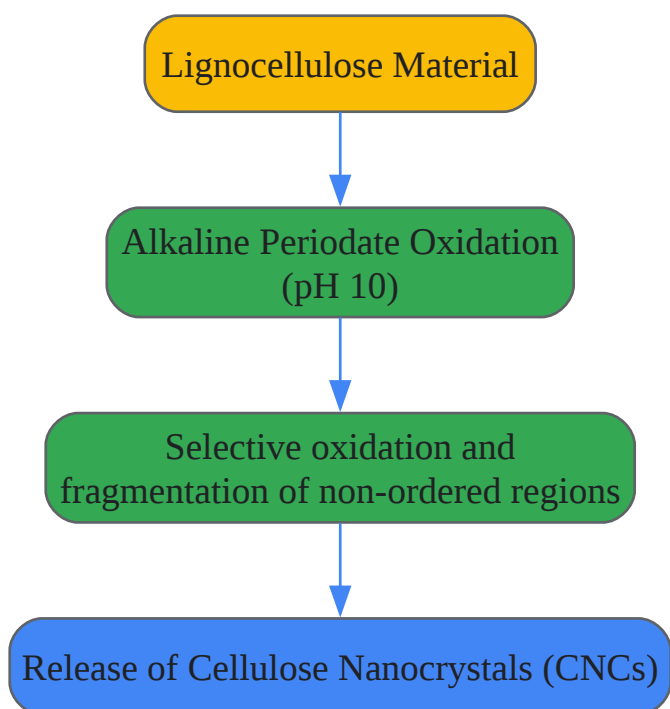 Lignocellulose Material
Alkaline Periodate Oxidation
(pH 10)
Selective oxidation and
fragmentation of non-ordered regions
Release of Cellulose Nanocrystals (CNCs)